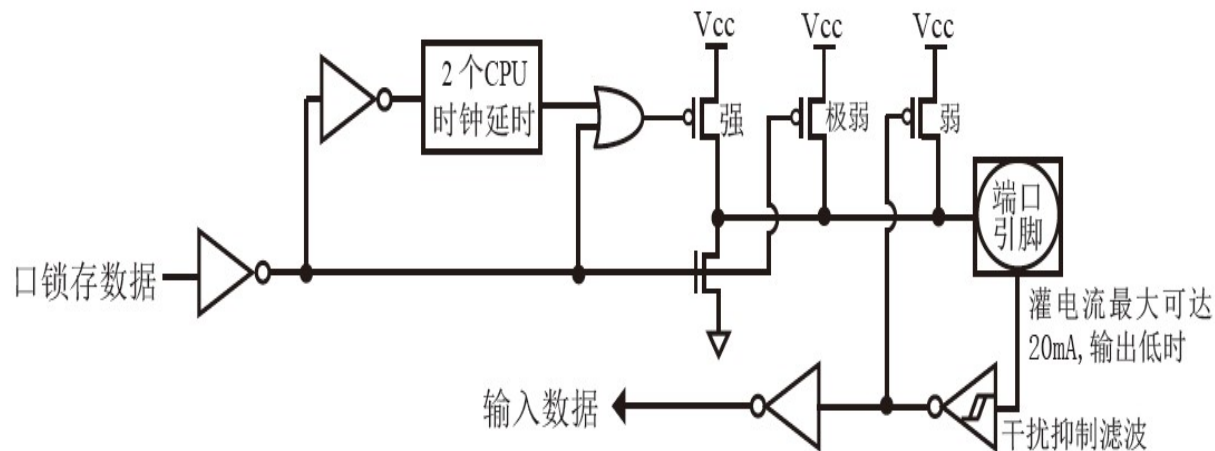 Vcc
Vcc
Vcc
2个CPU
时钟延时
强
极弱
弱
端口
引脚
口锁存数据
灌电流最大可达
20mA,输出低时
输入数据
干扰抑制滤波